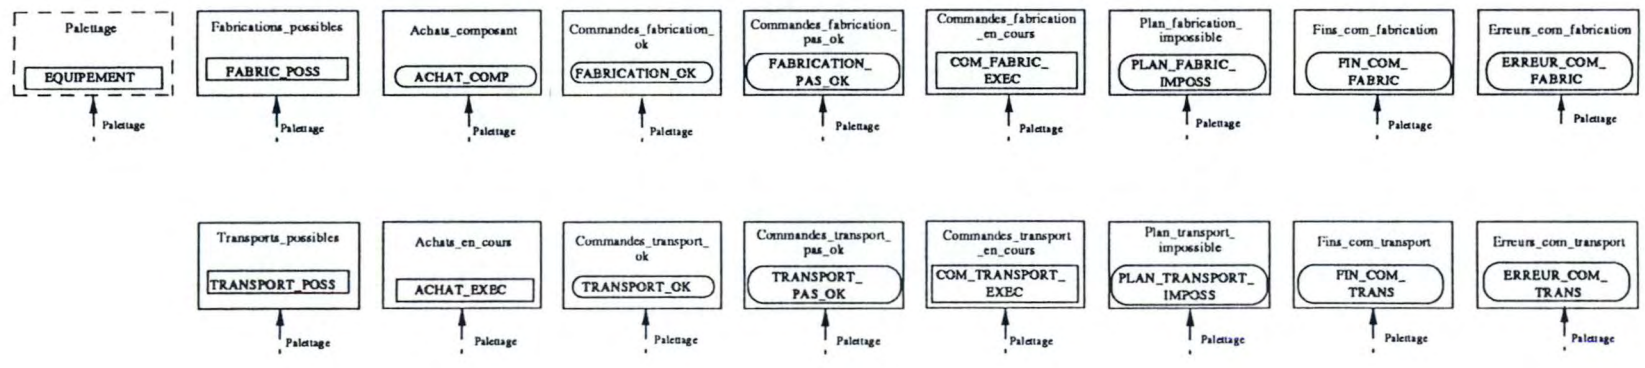 Palettage
EQUIPEMENT
Palettage
Fabrications_possibles
FABRIC_POSS
Palettage
Achats_composant
ACHAT_COMP
Palettage
Commandes_fabrication_
ok
FABRICATION_OK
Palettage
Commandes_fabrication_
pas_ok
FABRICATION_
PAS_OK
Palettage
Commandes_fabrication
_en_cours
COM_FABRIC_
EXEC
Palettage
Plan_fabrication_
impossible
PLAN_FABRIC_
IMPOSS
Palettage
Fins_com_fabrication
FIN_COM_
FABRIC
Palettage
Erreurs_com_fabrication
ERREUR_COM_
FABRIC
Palettage
Transports_possibles
TRANSPORT_POSS
Palettage
Achats_en_cours
ACHAT_EXEC
Palettage
Commandes_transport_
ok
TRANSPORT_OK
Palettage
Commandes_transport_
pas_ok
TRANSPORT_
PAS_OK
Palettage
Commandes_transport
_en_cours
COM_TRANSPORT_
EXEC
Palettage
Plan_transport_
impossible
PLAN_TRANSPORT_
IMPOSS
Palettage
Fins_com_transport
FIN_COM_
TRANS
Palettage
Erreurs_com_transport
ERREUR_COM_
TRANS
Palettage